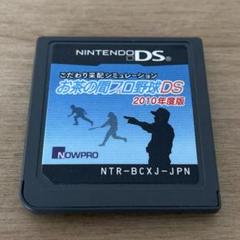 NINTENDO DS
こだわり采配シミュレーション
お茶の間プロ野球DS
2010年度版
NOWPRO
NTR-BCXJ-JPN